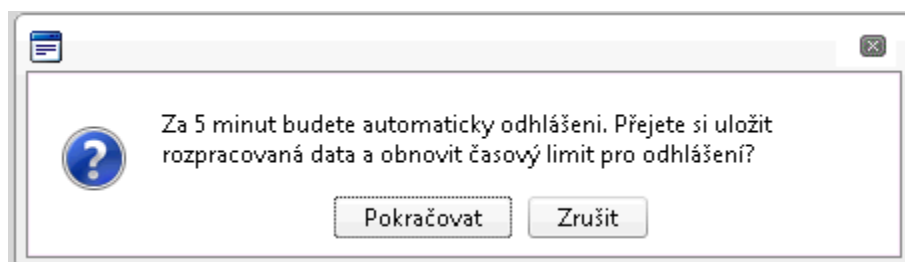 Za 5 minut budete automaticky odhlášeni. Přejete si uložit
rozpracovaná data a obnovit časový limit pro odhlášení?
Pokračovat Zrušit